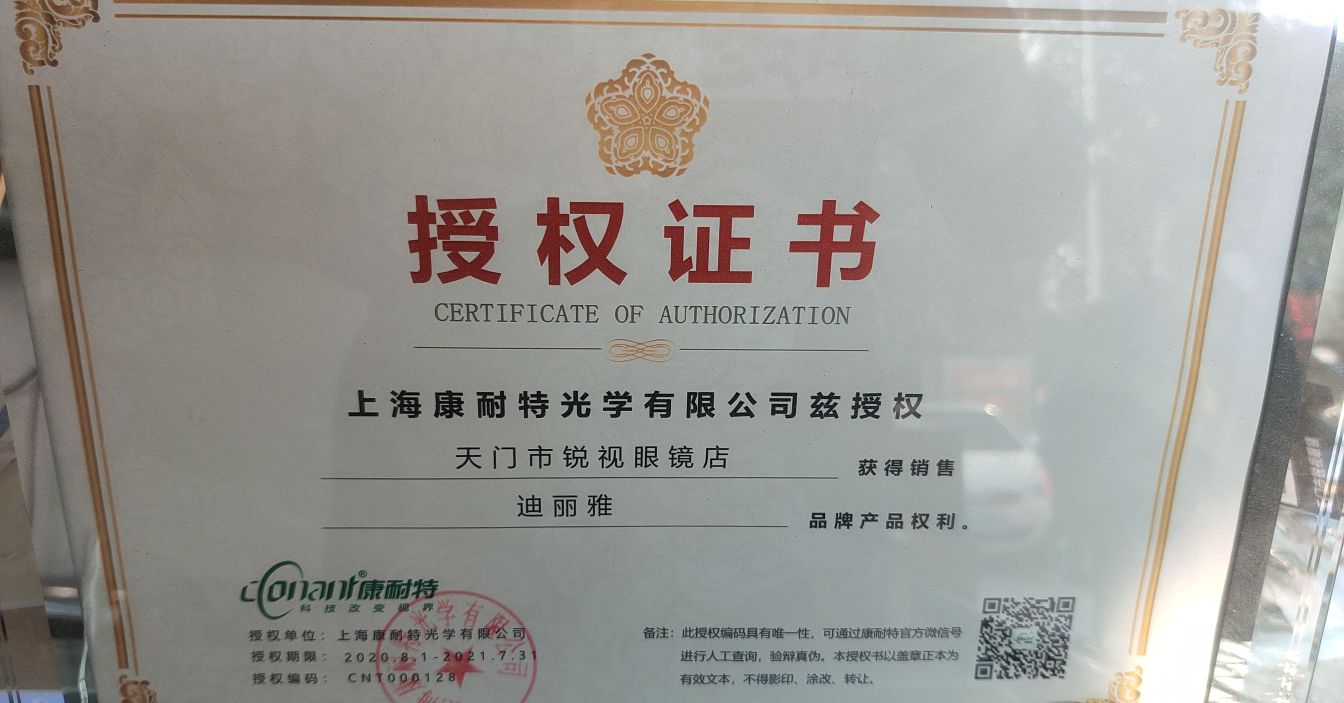 授权证书
CERTIFICATE OF AUTHORIZATION
上海康耐特光学有限公司兹授权
天门市锐视眼镜店 获得销售
迪丽雅 品牌产品权利。
Conant®康耐特
科技改变视界
授权单位：上海康耐特光学有限公司
授权期限：2020.8.1-2021.7.31
授权编码：CNT000128
备注：此授权编码具有唯一性，可通过康耐特官方微信号
进行人工查询，验辩真伪。本授权书以盖章正本为
有效文本，不得影印、涂改、转让。